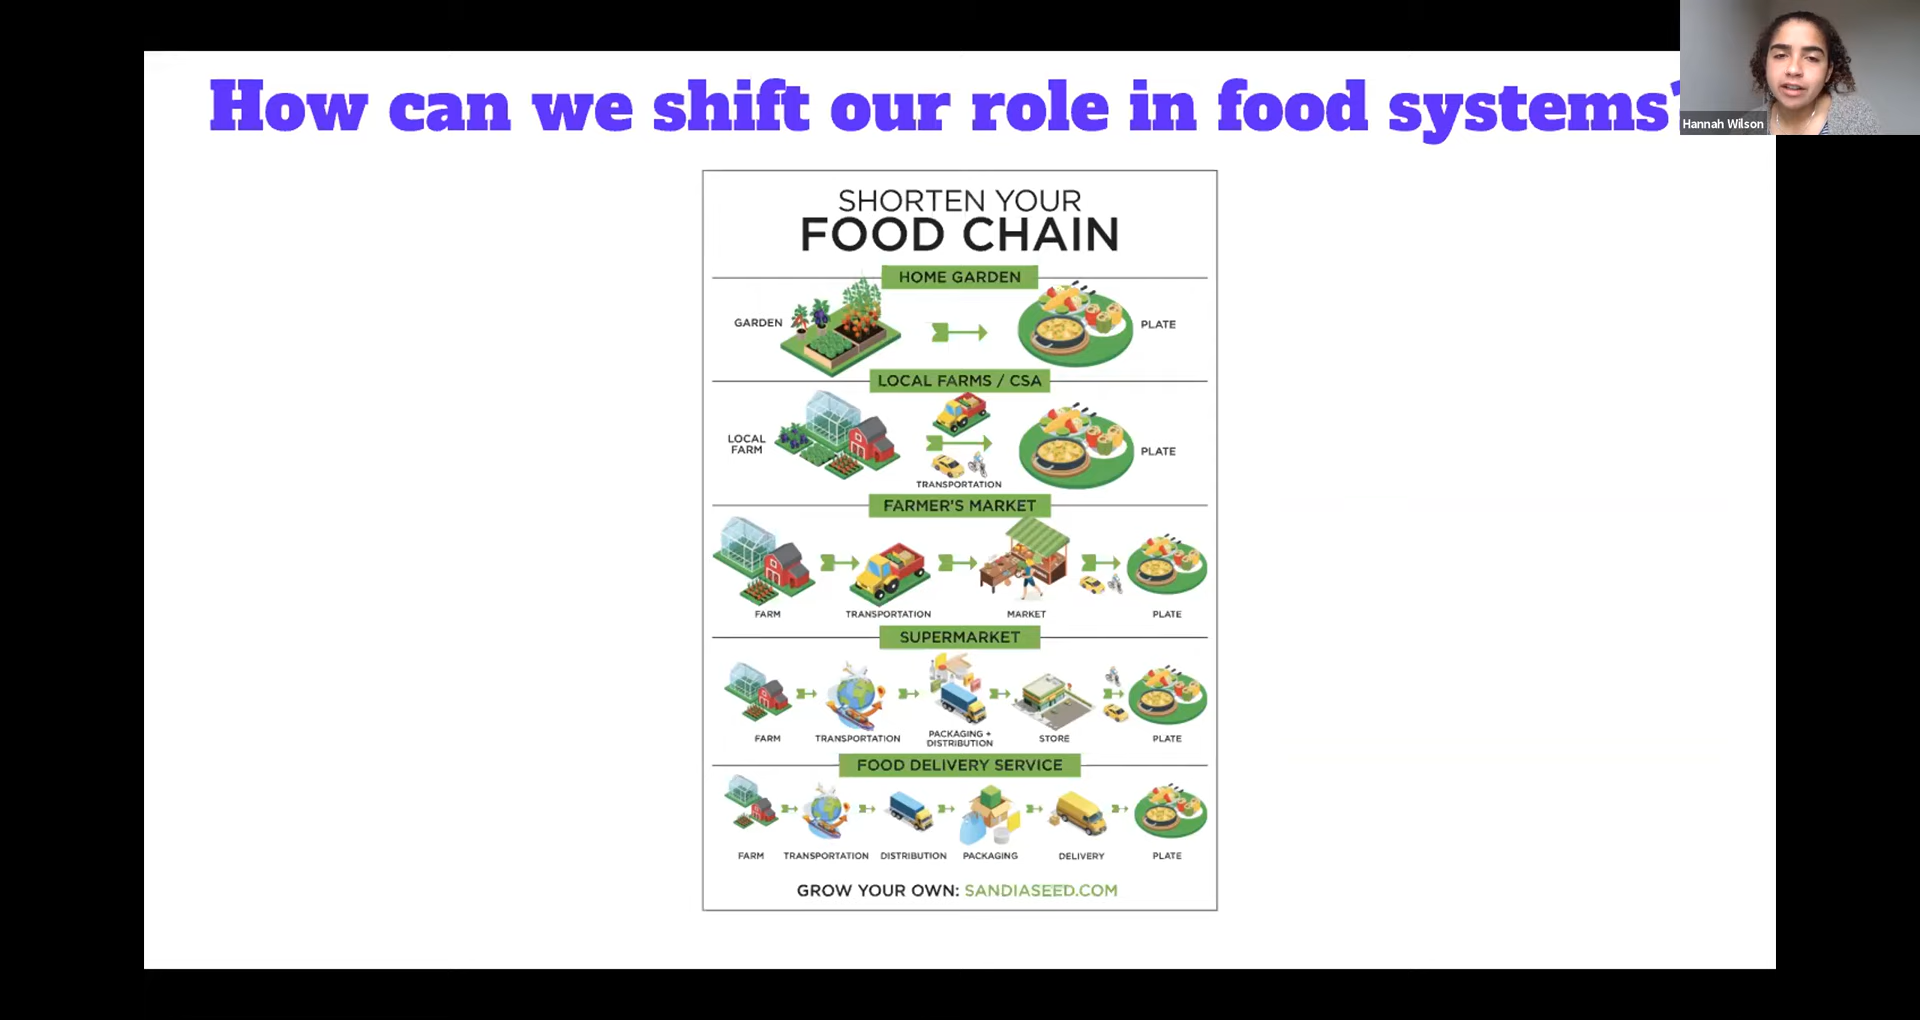 How can we shift our role in food systems?
Hannah Wilson
SHORTEN YOUR
FOOD CHAIN
HOME GARDEN
GARDEN
PLATE
LOCAL FARMS / CSA
LOCAL
FARM
TRANSPORTATION
PLATE
FARMER'S MARKET
FARM
TRANSPORTATION
MARKET
PLATE
SUPERMARKET
FARM
TRANSPORTATION
PACKAGING +
DISTRIBUTION
STORE
PLATE
FOOD DELIVERY SERVICE
FARM
TRANSPORTATION
DISTRIBUTION
PACKAGING
DELIVERY
PLATE
GROW YOUR OWN: SANDIASEED.COM